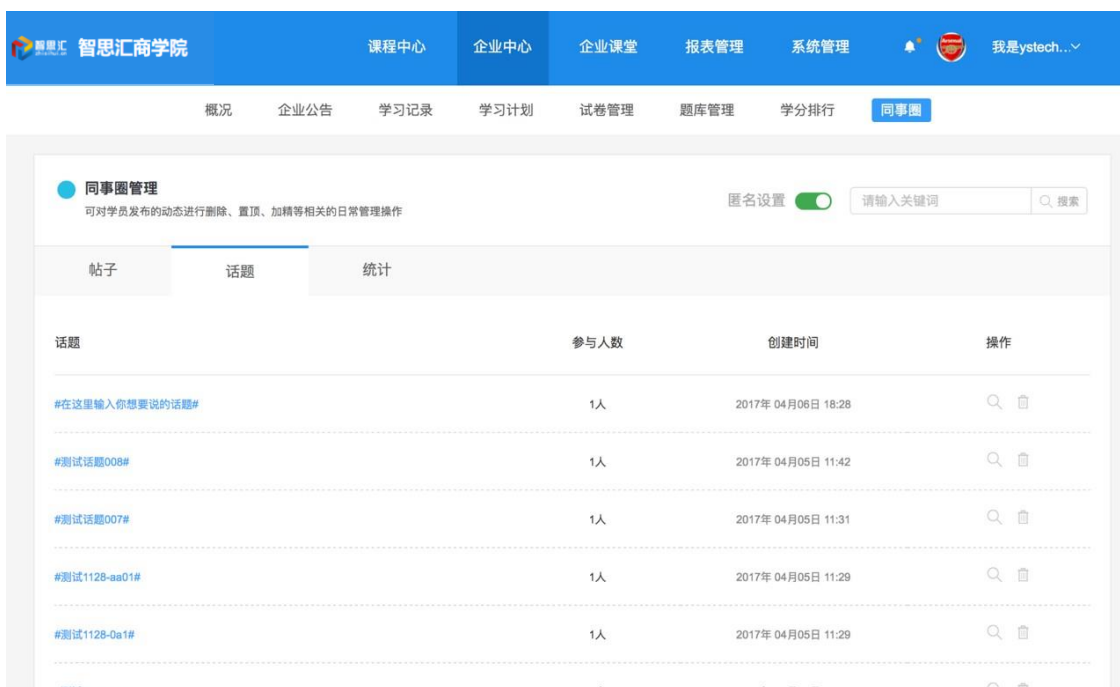 智思汇 智思汇商学院 课程中心 企业中心 企业课堂 报表管理 系统管理 我是ystech...
概况 企业公告 学习记录 学习计划 试卷管理 题库管理 学分排行 同事圈
同事圈管理
可对学员发布的动态进行删除、置顶、加精等相关的日常管理操作
匿名设置 请输入关键词 搜索
帖子 话题 统计
话题 参与人数 创建时间 操作
#在这里输入你想要说的话题# 1人 2017年 04月06日 18:28
#测试话题008# 1人 2017年 04月05日 11:42
#测试话题007# 1人 2017年 04月05日 11:31
#测试1128-aa01# 1人 2017年 04月05日 11:29
#测试1128-0a1# 1人 2017年 04月05日 11:29